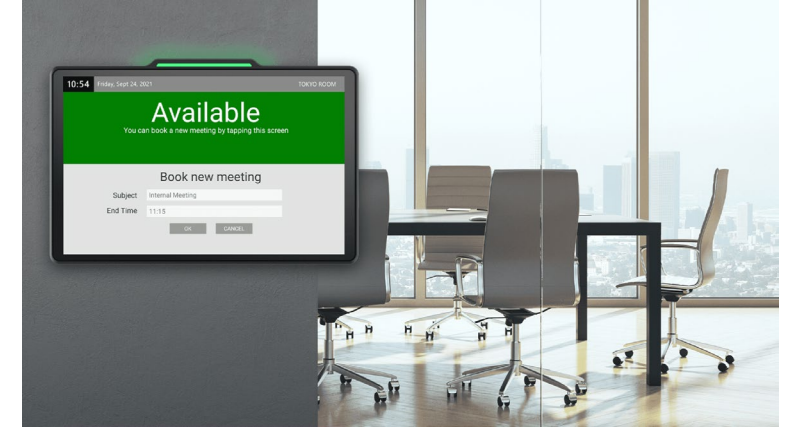 10:54 Friday, Sept 24, 2021 TOKYO ROOM
Available
You can book a new meeting by tapping this screen
Book new meeting
Subject Internal Meeting
End Time 11:15
OK CANCEL